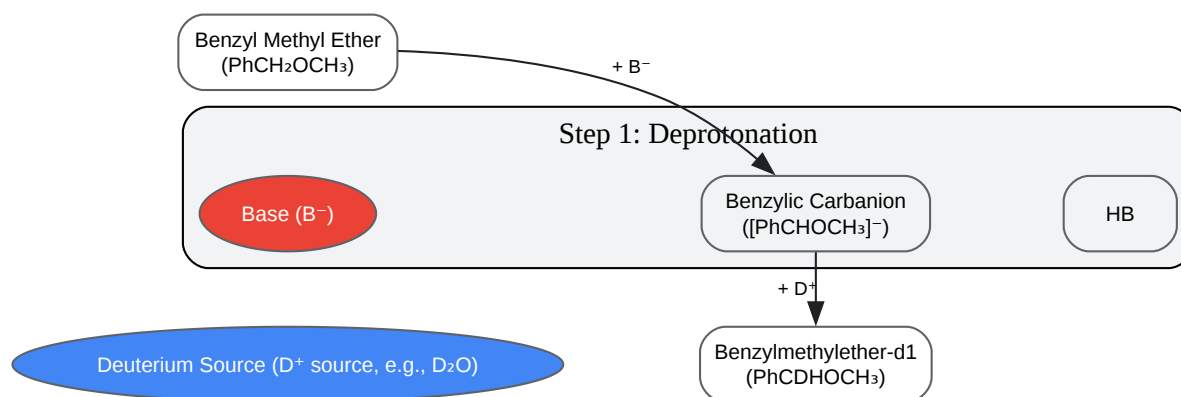 Benzyl Methyl Ether
(PhCH₂OCH₃)
+ B⁻
Step 1: Deprotonation
Base (B⁻)
Benzylic Carbanion
([PhCHOCH₃]⁻)
HB
+ D⁺
Deuterium Source (D⁺ source, e.g., D₂O)
Benzylmethylether-d1
(PhCDHOCH₃)